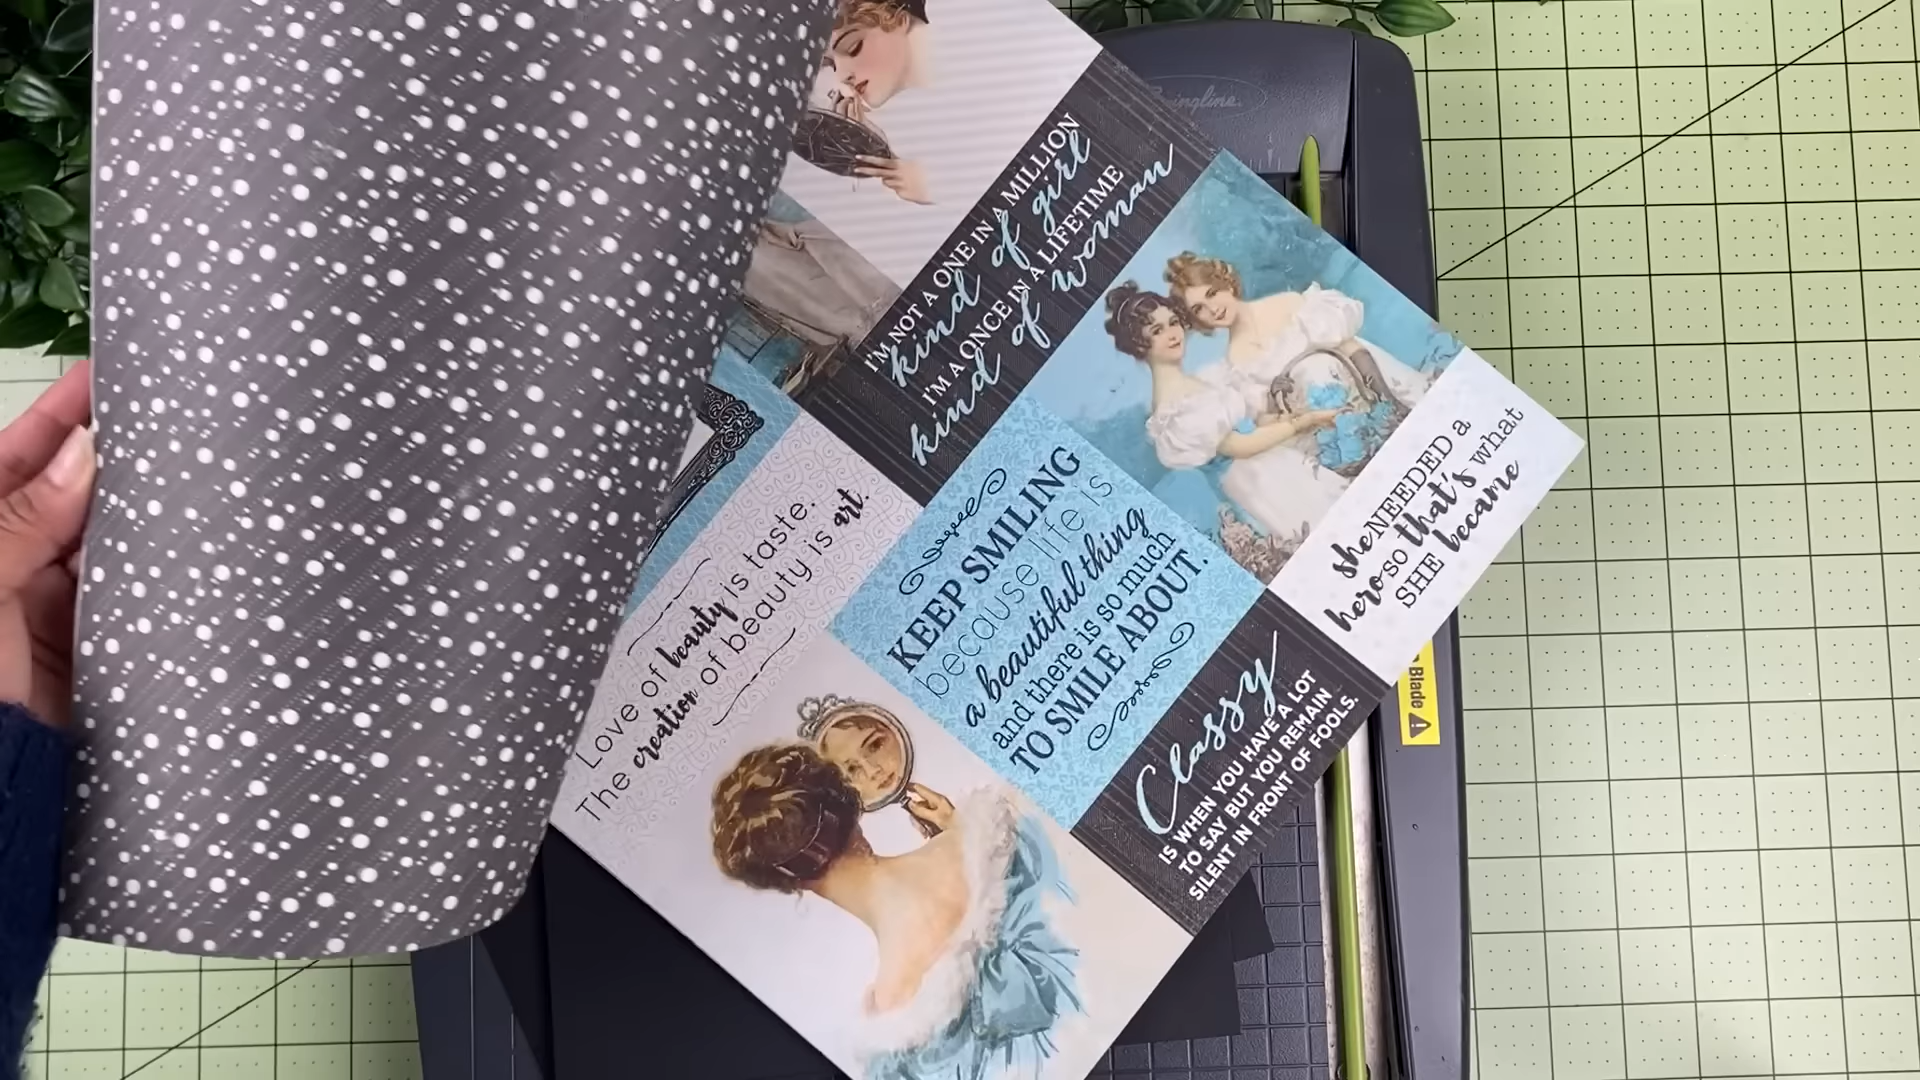 Swingline.
I'M NOT A ONE IN A MILLION
kind of girl
I'M A ONCE IN A LIFETIME
kind of woman
she NEEDED a
hero so that's what
SHE became
Love of beauty is taste.
The creation of beauty is art.
KEEP SMILING
because life is
a beautiful thing
and there is so much
TO SMILE ABOUT.
Classy
IS WHEN YOU HAVE A LOT
TO SAY BUT YOU REMAIN
SILENT IN FRONT OF FOOLS.
Blade